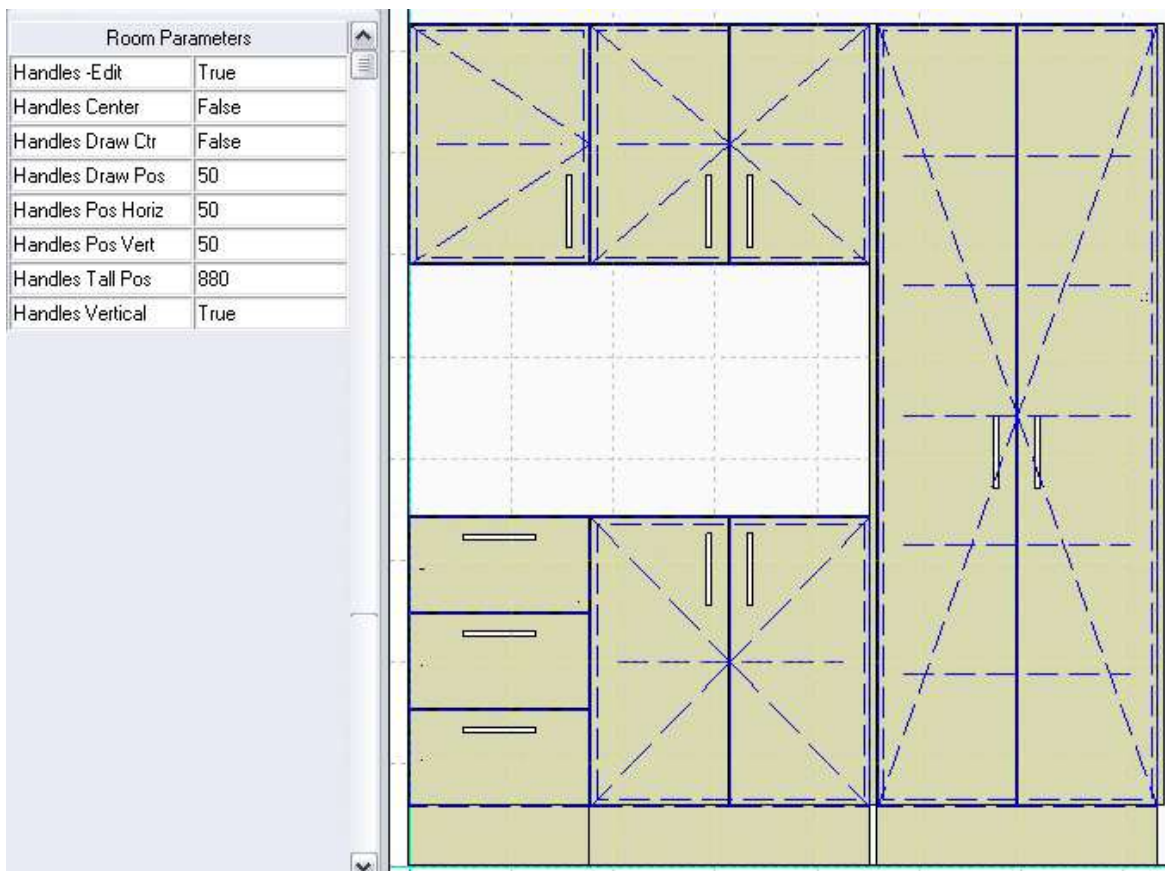 Room Parameters
Handles -Edit True
Handles Center False
Handles Draw Ctr False
Handles Draw Pos 50
Handles Pos Horiz 50
Handles Pos Vert 50
Handles Tall Pos 880
Handles Vertical True